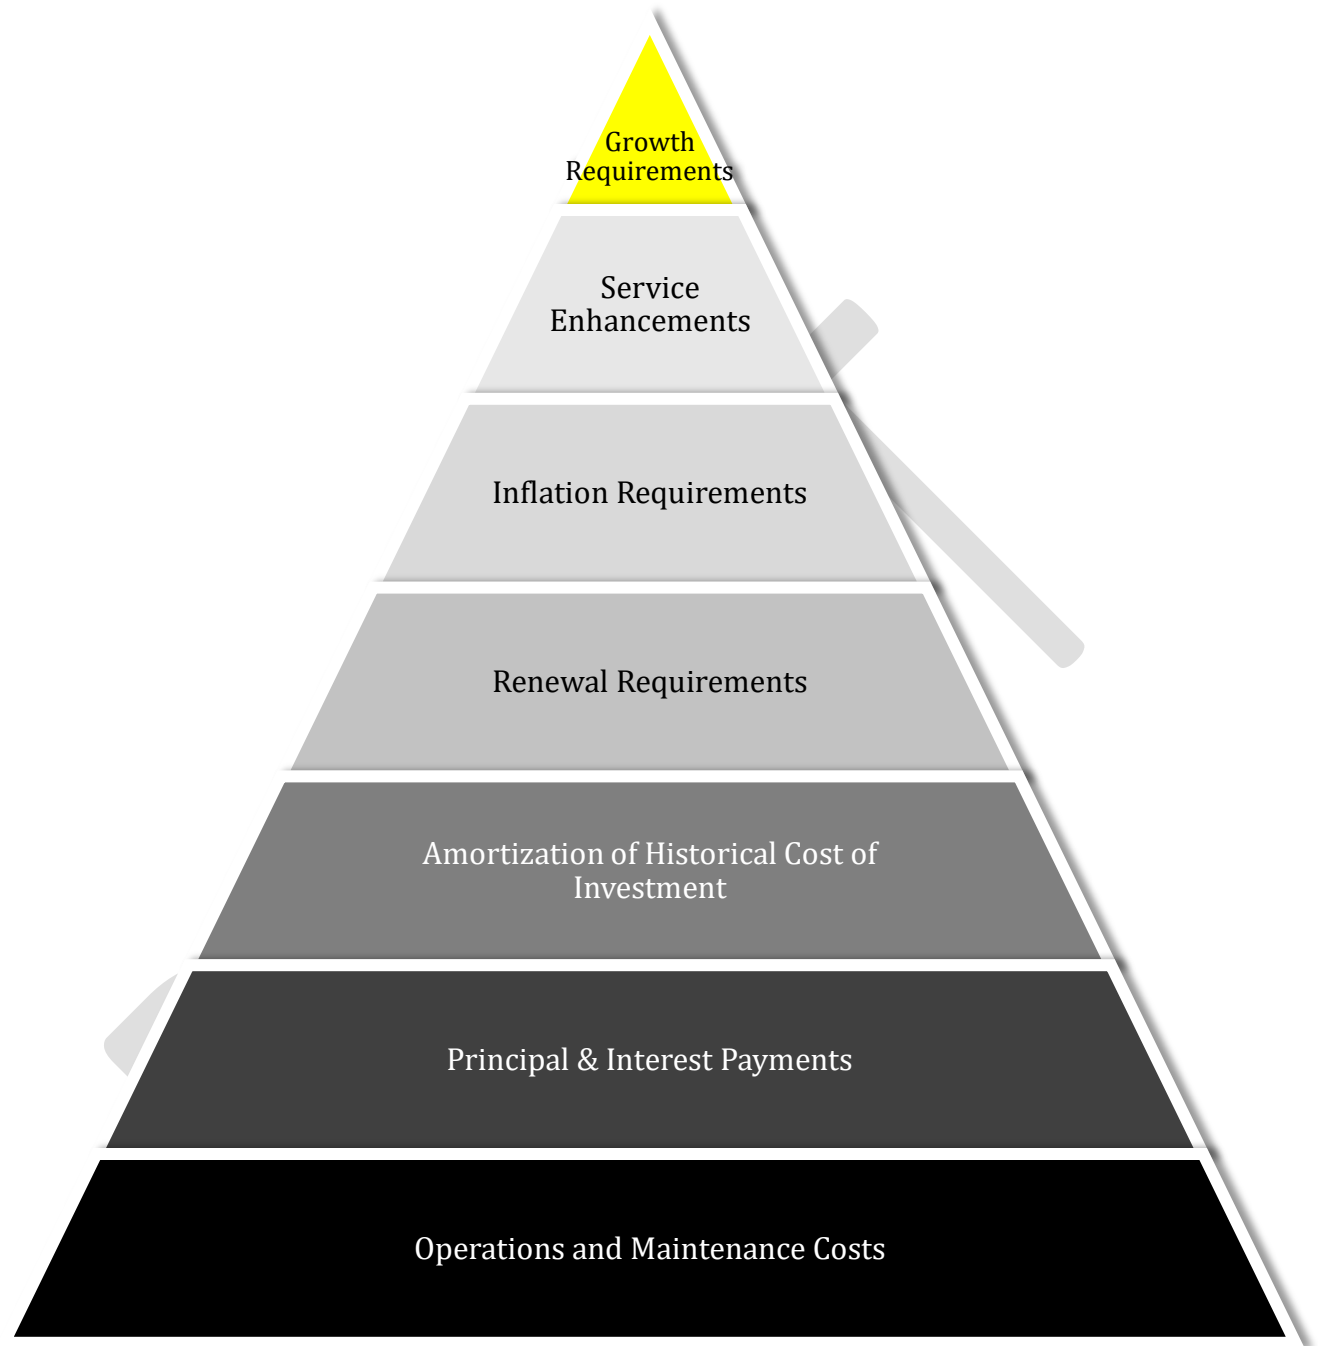 Growth
Requirements
Service
Enhancements
Inflation Requirements
Renewal Requirements
Amortization of Historical Cost of
Investment
Principal & Interest Payments
Operations and Maintenance Costs